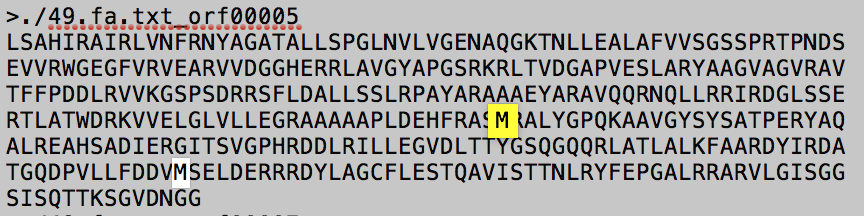 >./49.fa.txt_orf00005
LSAHIRAIRLVNFRNYAGATALLSPGLNVLVGENAQGKTNLLEALAFVVSGSSPRTPNDS
EVVRWGEGFVRVEARVVDGGHERRLAVGYAPGSRKRLTVDGAPVESLARYAAGVAGVRAV
TFFPDDLRVVKGSPSDRRSFLDALLSSLRPAYARAAAEYARAVQQRNQLLRRIRDGLSSE
RTLATWDRKVVELGLVLLEGRAAAAAPLDEHFRASMRALYGPQKAAVGYSYSATPERYAQ
ALREAHSADIERGITSVGPHRDDLRILLEGVDLTTYGSQGQQRLATLALKFAARDYIRDA
TGQDPVLLFDDVMSELDERRRDYLAGCFLESTQAVISTTNLRYFEPGALRRARVLGISGG
SISQTTKSGVDNGG